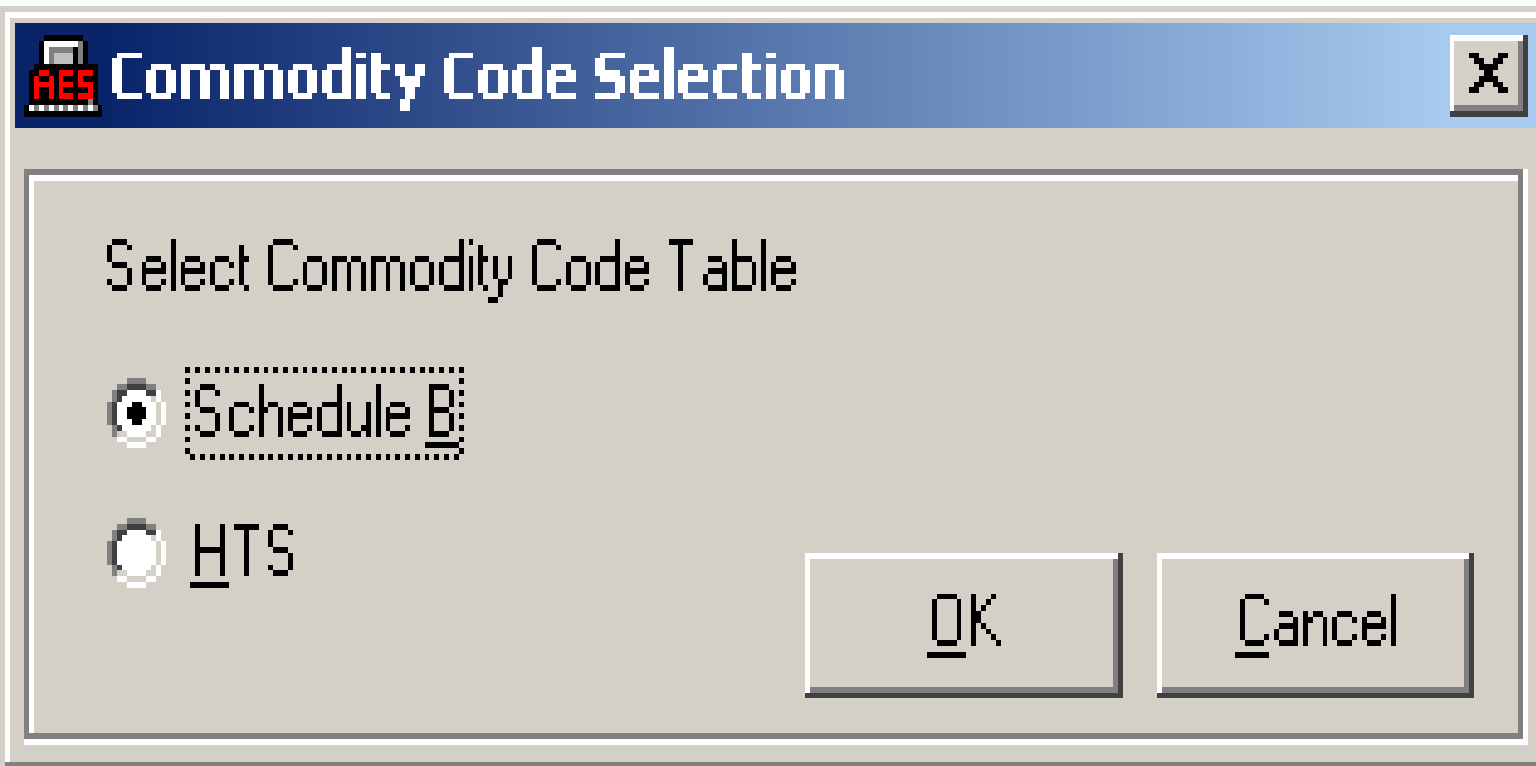 AES Commodity Code Selection X
Select Commodity Code Table
Schedule B
HTS
OK Cancel